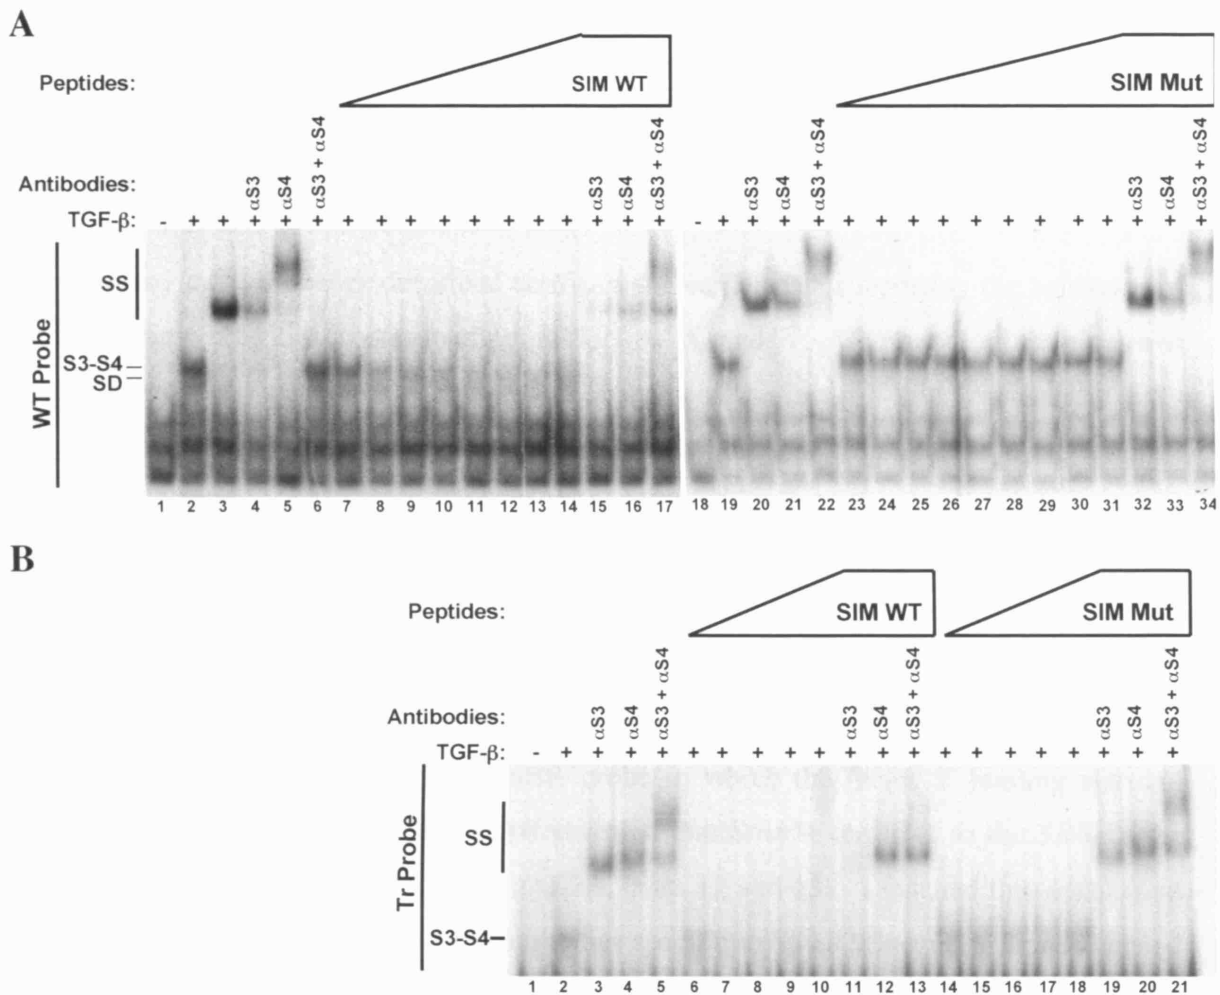 A
Peptides: SIM WT SIM Mut
Antibodies: αS3 αS4 αS3 + αS4 αS3 αS4 αS3 + αS4 αS3 αS4 αS3 + αS4 αS3 αS4 αS3 + αS4
TGF-β: - + + + + + + + + + + + + + + + + - + + + + + + + + + + + + + + + +
WT Probe
SS
S3-S4
SD
1 2 3 4 5 6 7 8 9 10 11 12 13 14 15 16 17 18 19 20 21 22 23 24 25 26 27 28 29 30 31 32 33 34
B
Peptides: SIM WT SIM Mut
Antibodies: αS3 αS4 αS3 + αS4 αS3 αS4 αS3 + αS4 αS3 αS4 αS3 + αS4
TGF-β: - + + + + + + + + + + + + + + + + + + + +
Tr Probe
SS
S3-S4
1 2 3 4 5 6 7 8 9 10 11 12 13 14 15 16 17 18 19 20 21